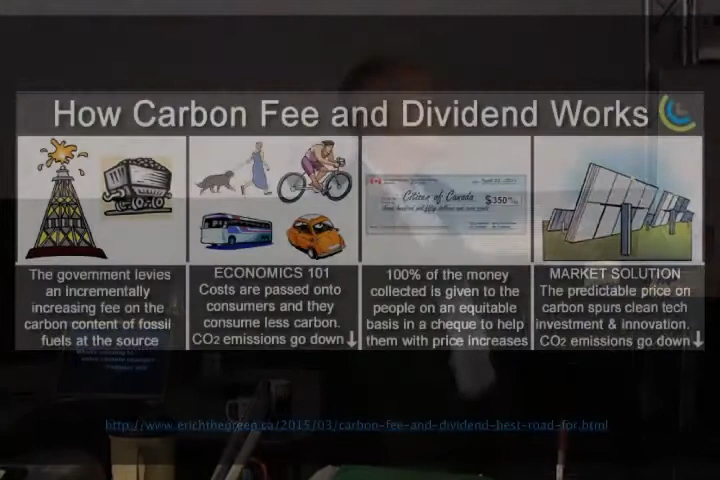 How Carbon Fee and Dividend Works
The government levies
an incrementally
increasing fee on the
carbon content of fossil
fuels at the source
ECONOMICS 101
Costs are passed onto
consumers and they
consume less carbon.
CO2 emissions go down
Citizen of Canada
$350
100% of the money
collected is given to the
people on an equitable
basis in a cheque to help
them with price increases
MARKET SOLUTION
The predictable price on
carbon spurs clean tech
investment & innovation.
CO2 emissions go down
http://www.erichthegreen.ca/2015/03/carbon-fee-and-dividend-best-road-for.html